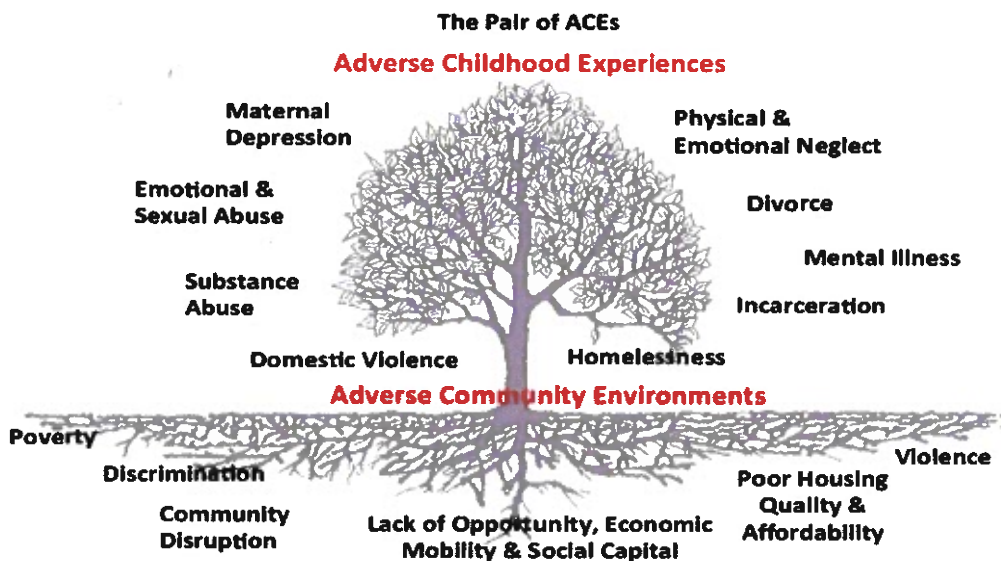 The Pair of ACEs
Adverse Childhood Experiences
Maternal
Depression
Physical &
Emotional Neglect
Emotional &
Sexual Abuse
Divorce
Mental Illness
Substance
Abuse
Incarceration
Domestic Violence
Homelessness
Adverse Community Environments
Poverty
Violence
Discrimination
Poor Housing
Quality &
Affordability
Community
Disruption
Lack of Opportunity, Economic
Mobility & Social Capital